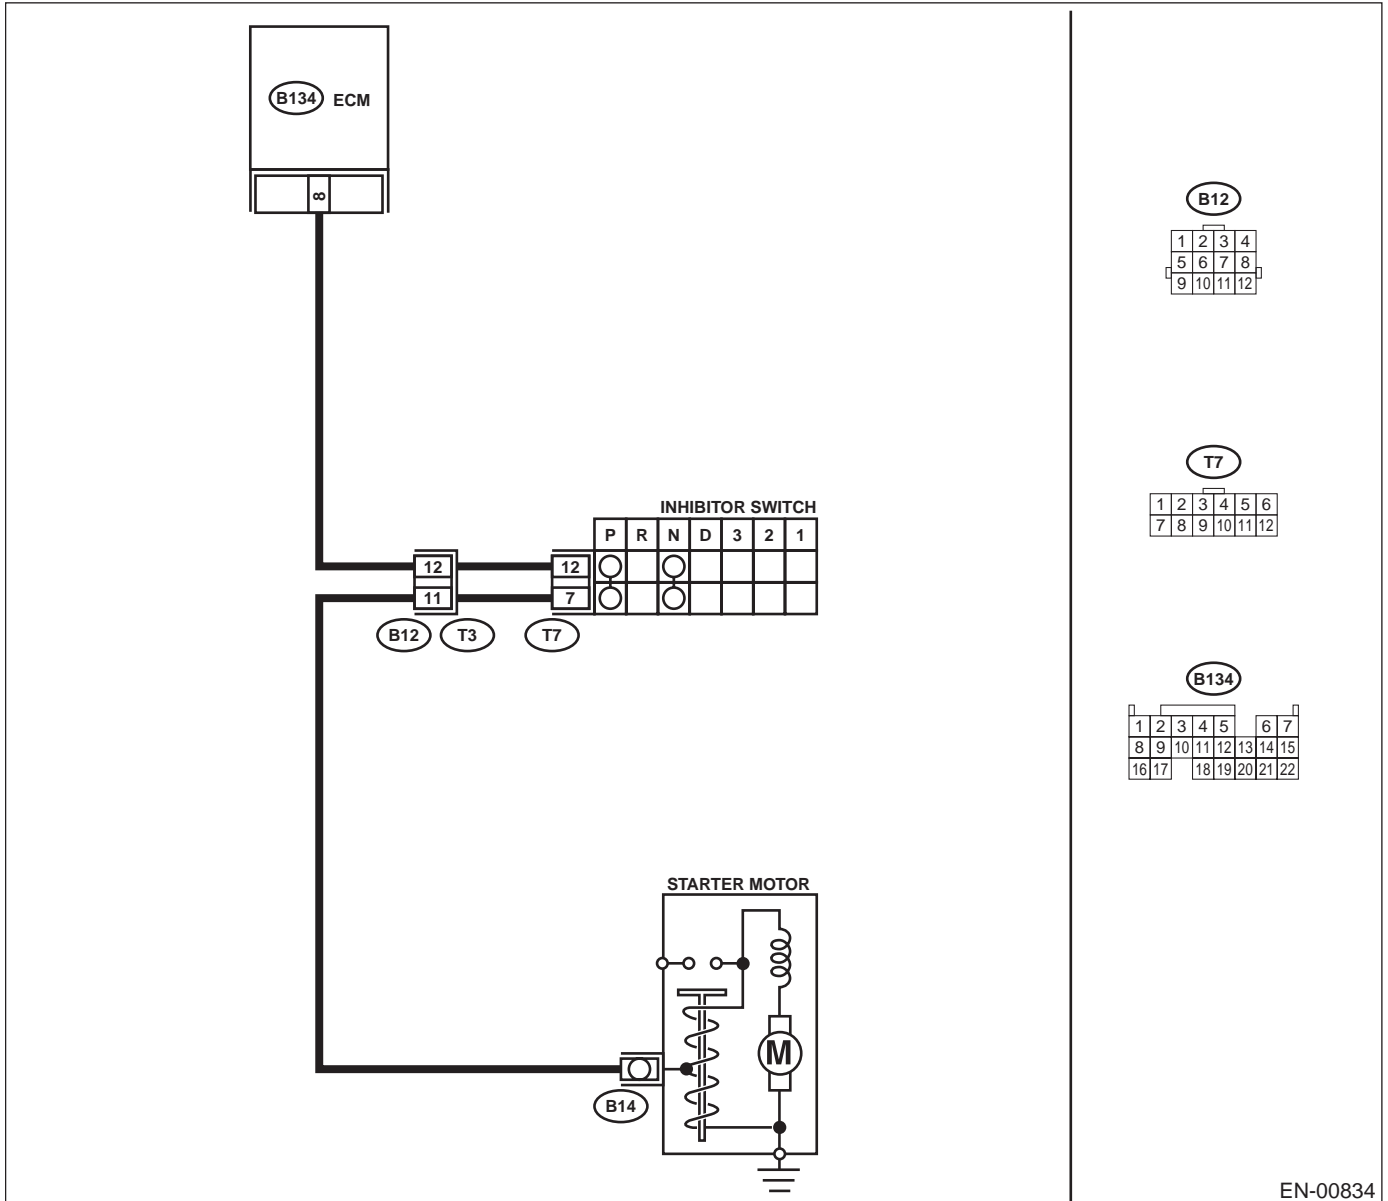 B134 ECM
8
B12
1 2 3 4
5 6 7 8
9 10 11 12
T7
1 2 3 4 5 6
7 8 9 10 11 12
INHIBITOR SWITCH
P R N D 3 2 1
12 12
11 7
B12 T3 T7
B134
1 2 3 4 5 6 7
8 9 10 11 12 13 14 15
16 17 18 19 20 21 22
STARTER MOTOR
M
B14
EN-00834